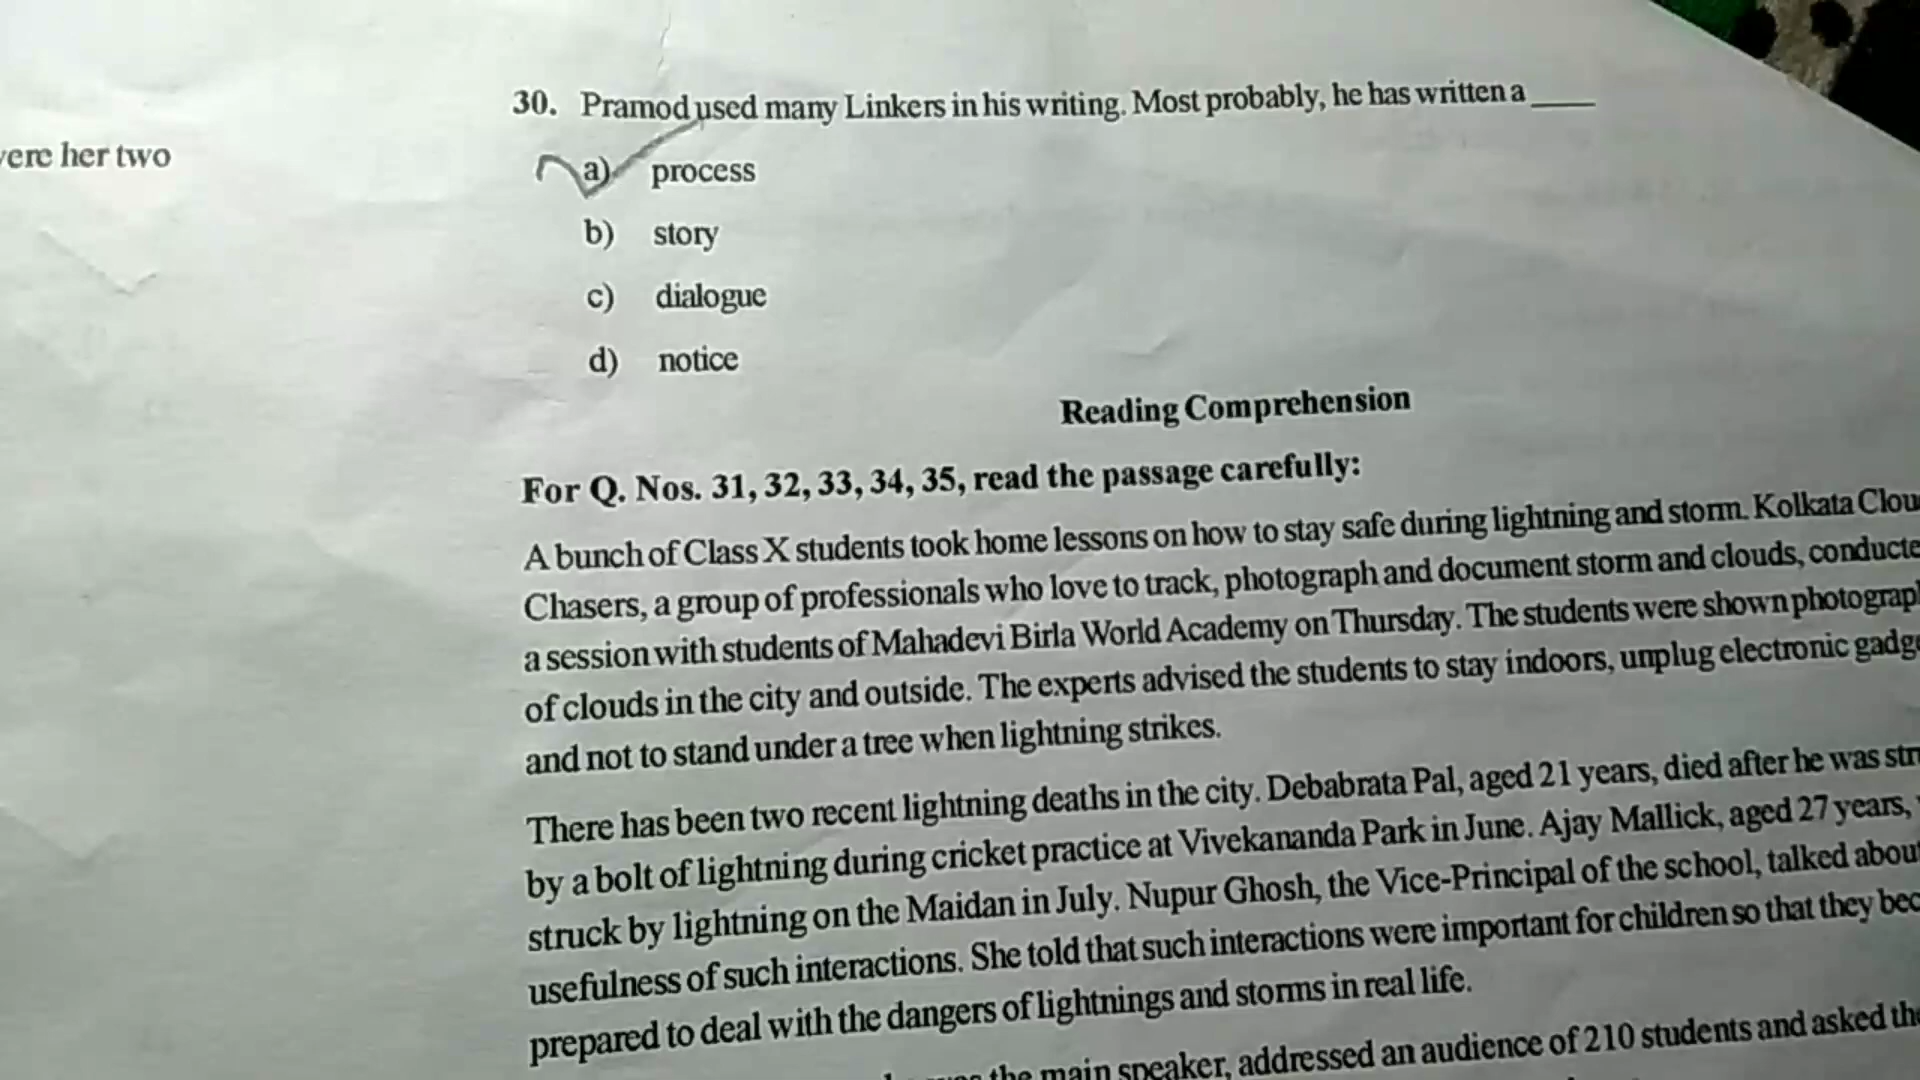 30. Pramod used many Linkers in his writing. Most probably, he has written a ____
ere her two
a) process
b) story
c) dialogue
d) notice
Reading Comprehension
For Q. Nos. 31, 32, 33, 34, 35, read the passage carefully:
A bunch of Class X students took home lessons on how to stay safe during lightning and storm. Kolkata Clou
Chasers, a group of professionals who love to track, photograph and document storm and clouds, conducte
a session with students of Mahadevi Birla World Academy on Thursday. The students were shown photograp
of clouds in the city and outside. The experts advised the students to stay indoors, unplug electronic gadg
and not to stand under a tree when lightning strikes.
There has been two recent lightning deaths in the city. Debabrata Pal, aged 21 years, died after he was str
by a bolt of lightning during cricket practice at Vivekananda Park in June. Ajay Mallick, aged 27 years,
struck by lightning on the Maidan in July. Nupur Ghosh, the Vice-Principal of the school, talked abou
usefulness of such interactions. She told that such interactions were important for children so that they bec
prepared to deal with the dangers of lightnings and storms in real life.
the main speaker, addressed an audience of 210 students and asked the